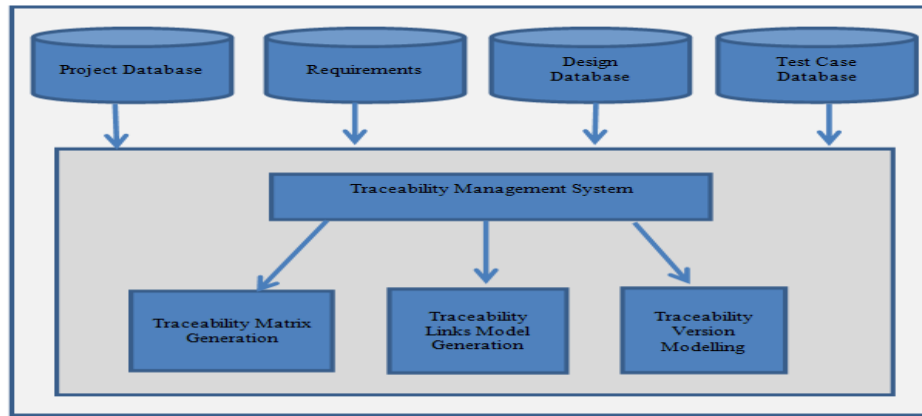 Project Database
Requirements
Design
Database
Test Case
Database
Traceability Management System
Traceability Matrix
Generation
Traceability
Links Model
Generation
Traceability
Version
Modelling